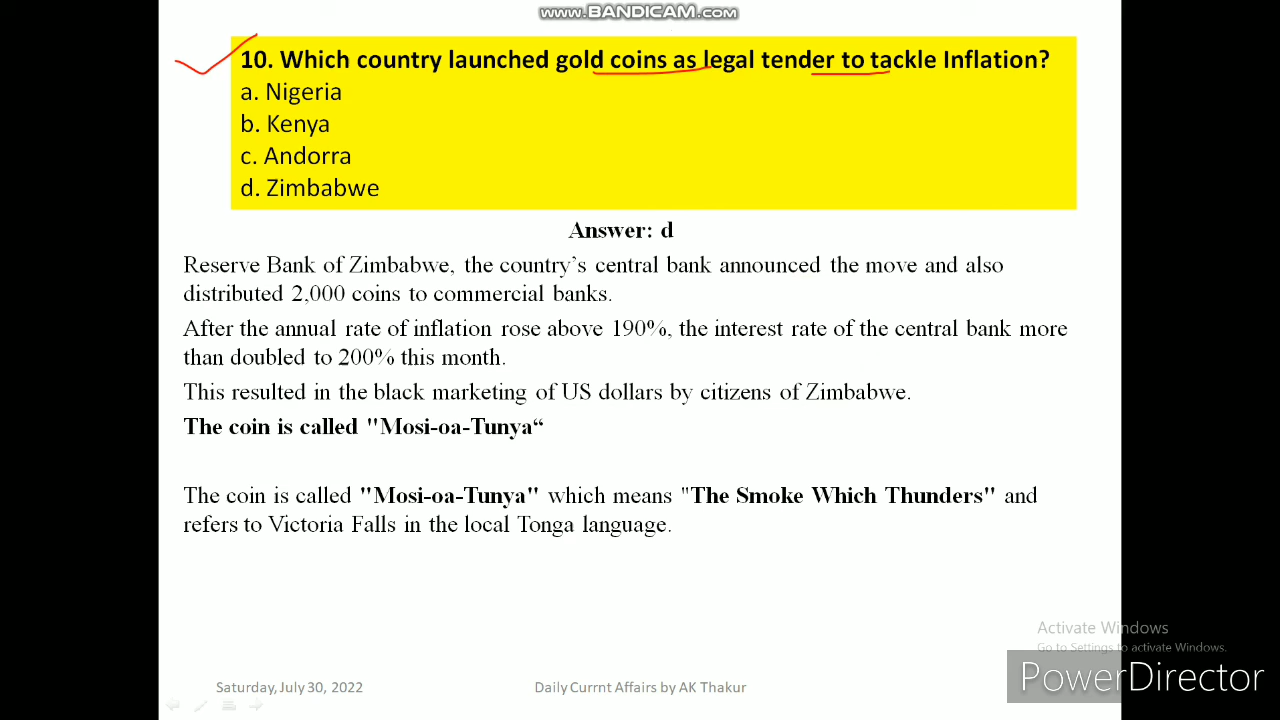 www.BANDICAM.com
10. Which country launched gold coins as legal tender to tackle Inflation?
a. Nigeria
b. Kenya
c. Andorra
d. Zimbabwe
Answer: d
Reserve Bank of Zimbabwe, the country’s central bank announced the move and also
distributed 2,000 coins to commercial banks.
After the annual rate of inflation rose above 190%, the interest rate of the central bank more
than doubled to 200% this month.
This resulted in the black marketing of US dollars by citizens of Zimbabwe.
The coin is called "Mosi-oa-Tunya“
The coin is called "Mosi-oa-Tunya" which means "The Smoke Which Thunders" and
refers to Victoria Falls in the local Tonga language.
Activate Windows
Go to Settings to activate Windows.
PowerDirector
Saturday, July 30, 2022
Daily Currnt Affairs by AK Thakur